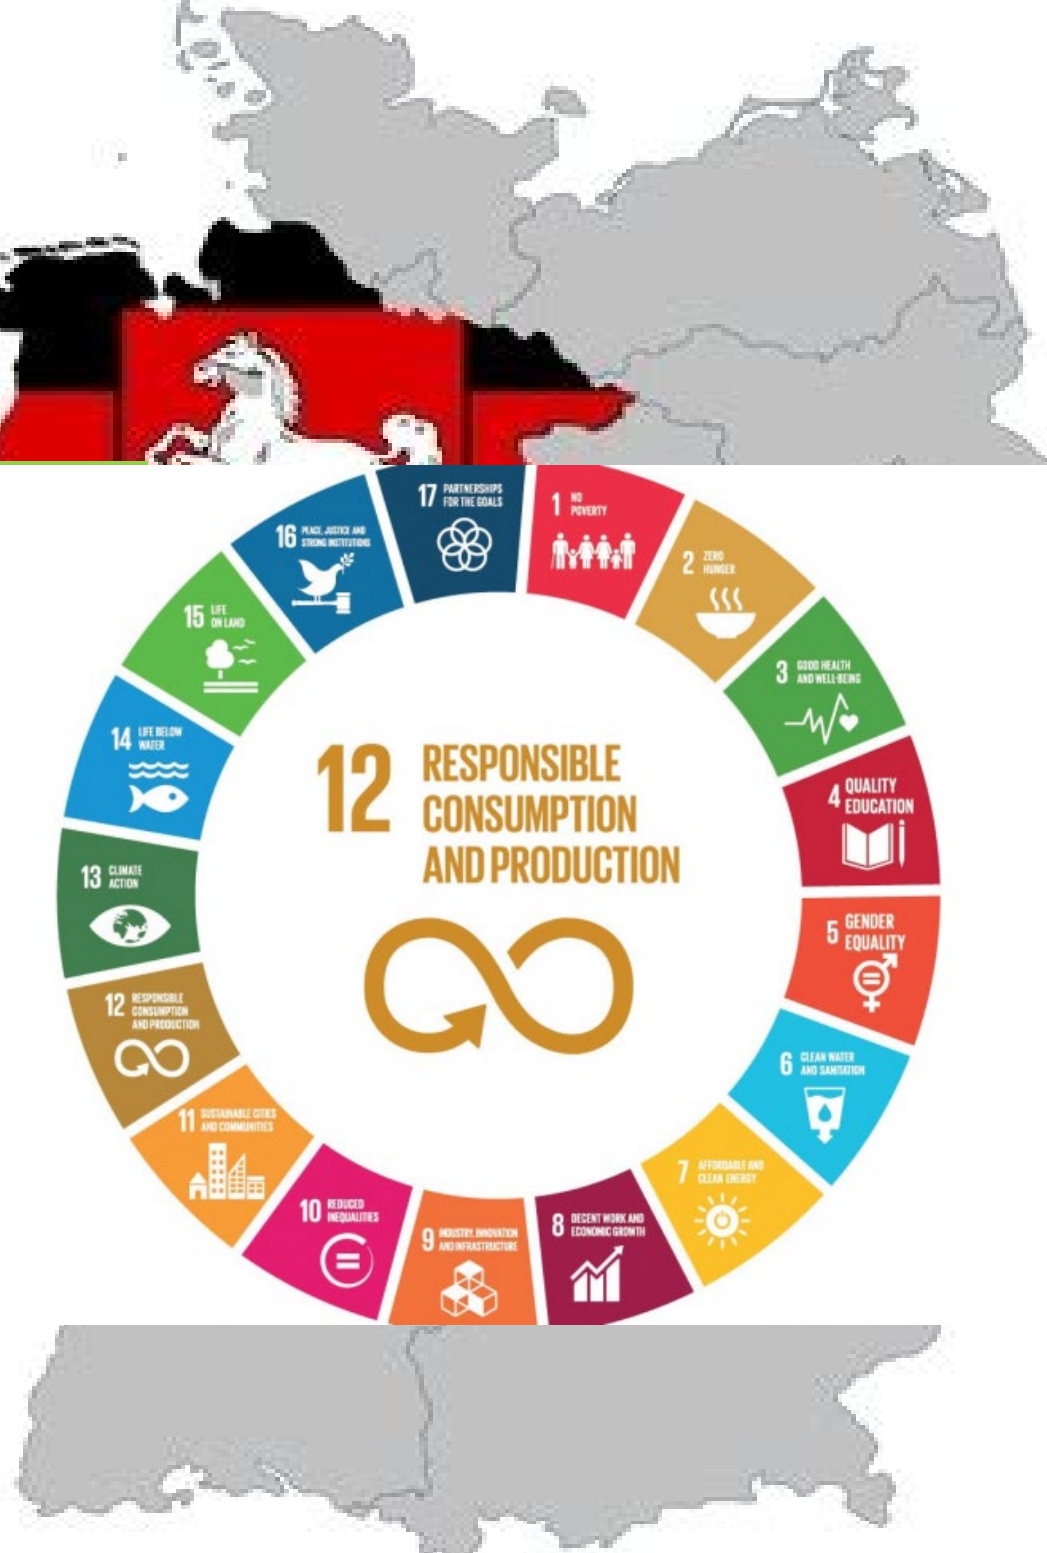 17 PARTNERSHIPS
FOR THE GOALS
1 NO
POVERTY
2 ZERO
HUNGER
3 GOOD HEALTH
AND WELL-BEING
4 QUALITY
EDUCATION
5 GENDER
EQUALITY
6 CLEAN WATER
AND SANITATION
7 AFFORDABLE AND
CLEAN ENERGY
8 DECENT WORK AND
ECONOMIC GROWTH
9 INDUSTRY, INNOVATION
AND INFRASTRUCTURE
10 REDUCED
INEQUALITIES
11 SUSTAINABLE CITIES
AND COMMUNITIES
12 RESPONSIBLE
CONSUMPTION
AND PRODUCTION
13 CLIMATE
ACTION
14 LIFE BELOW
WATER
15 LIFE
ON LAND
16 PEACE, JUSTICE AND
STRONG INSTITUTIONS
12 RESPONSIBLE
CONSUMPTION
AND PRODUCTION